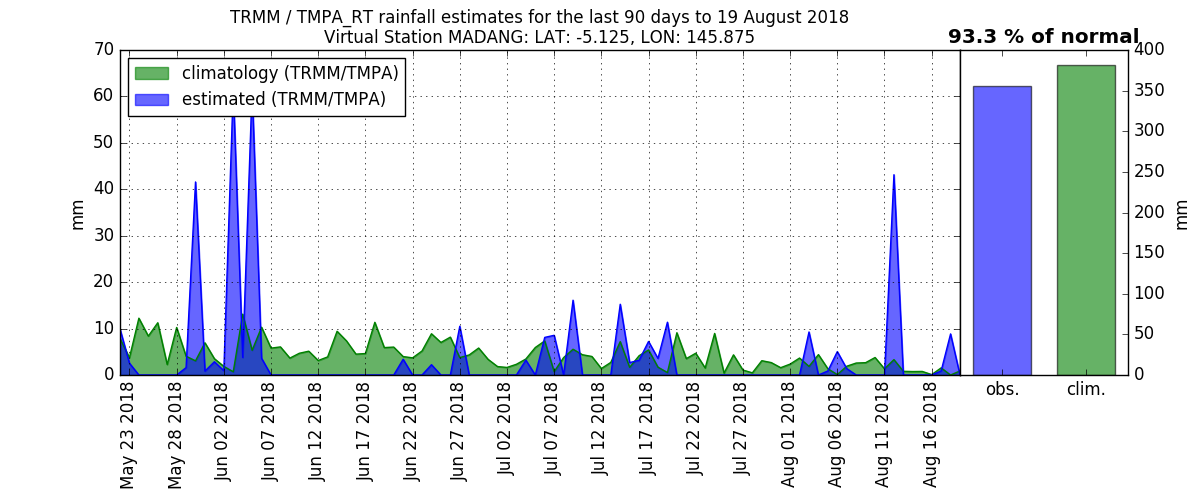 TRMM / TMPA_RT rainfall estimates for the last 90 days to 19 August 2018
Virtual Station MADANG: LAT: -5.125, LON: 145.875
93.3 % of normal
climatology (TRMM/TMPA)
estimated (TRMM/TMPA)
70
60
50
40
30
20
10
0
mm
May 23 2018
May 28 2018
Jun 02 2018
Jun 07 2018
Jun 12 2018
Jun 17 2018
Jun 22 2018
Jun 27 2018
Jul 02 2018
Jul 07 2018
Jul 12 2018
Jul 17 2018
Jul 22 2018
Jul 27 2018
Aug 01 2018
Aug 06 2018
Aug 11 2018
Aug 16 2018
obs.
clim.
400
350
300
250
200
150
100
50
0
mm